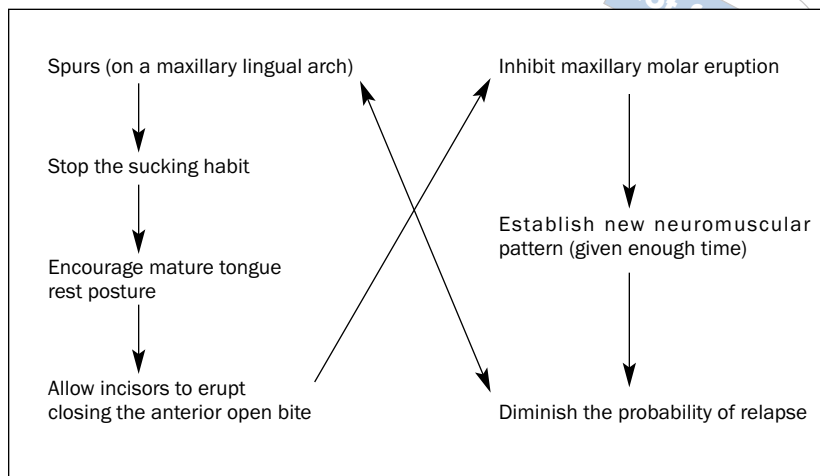 Spurs (on a maxillary lingual arch)
Stop the sucking habit
Encourage mature tongue
rest posture
Allow incisors to erupt
closing the anterior open bite
Inhibit maxillary molar eruption
Establish new neuromuscular
pattern (given enough time)
Diminish the probability of relapse